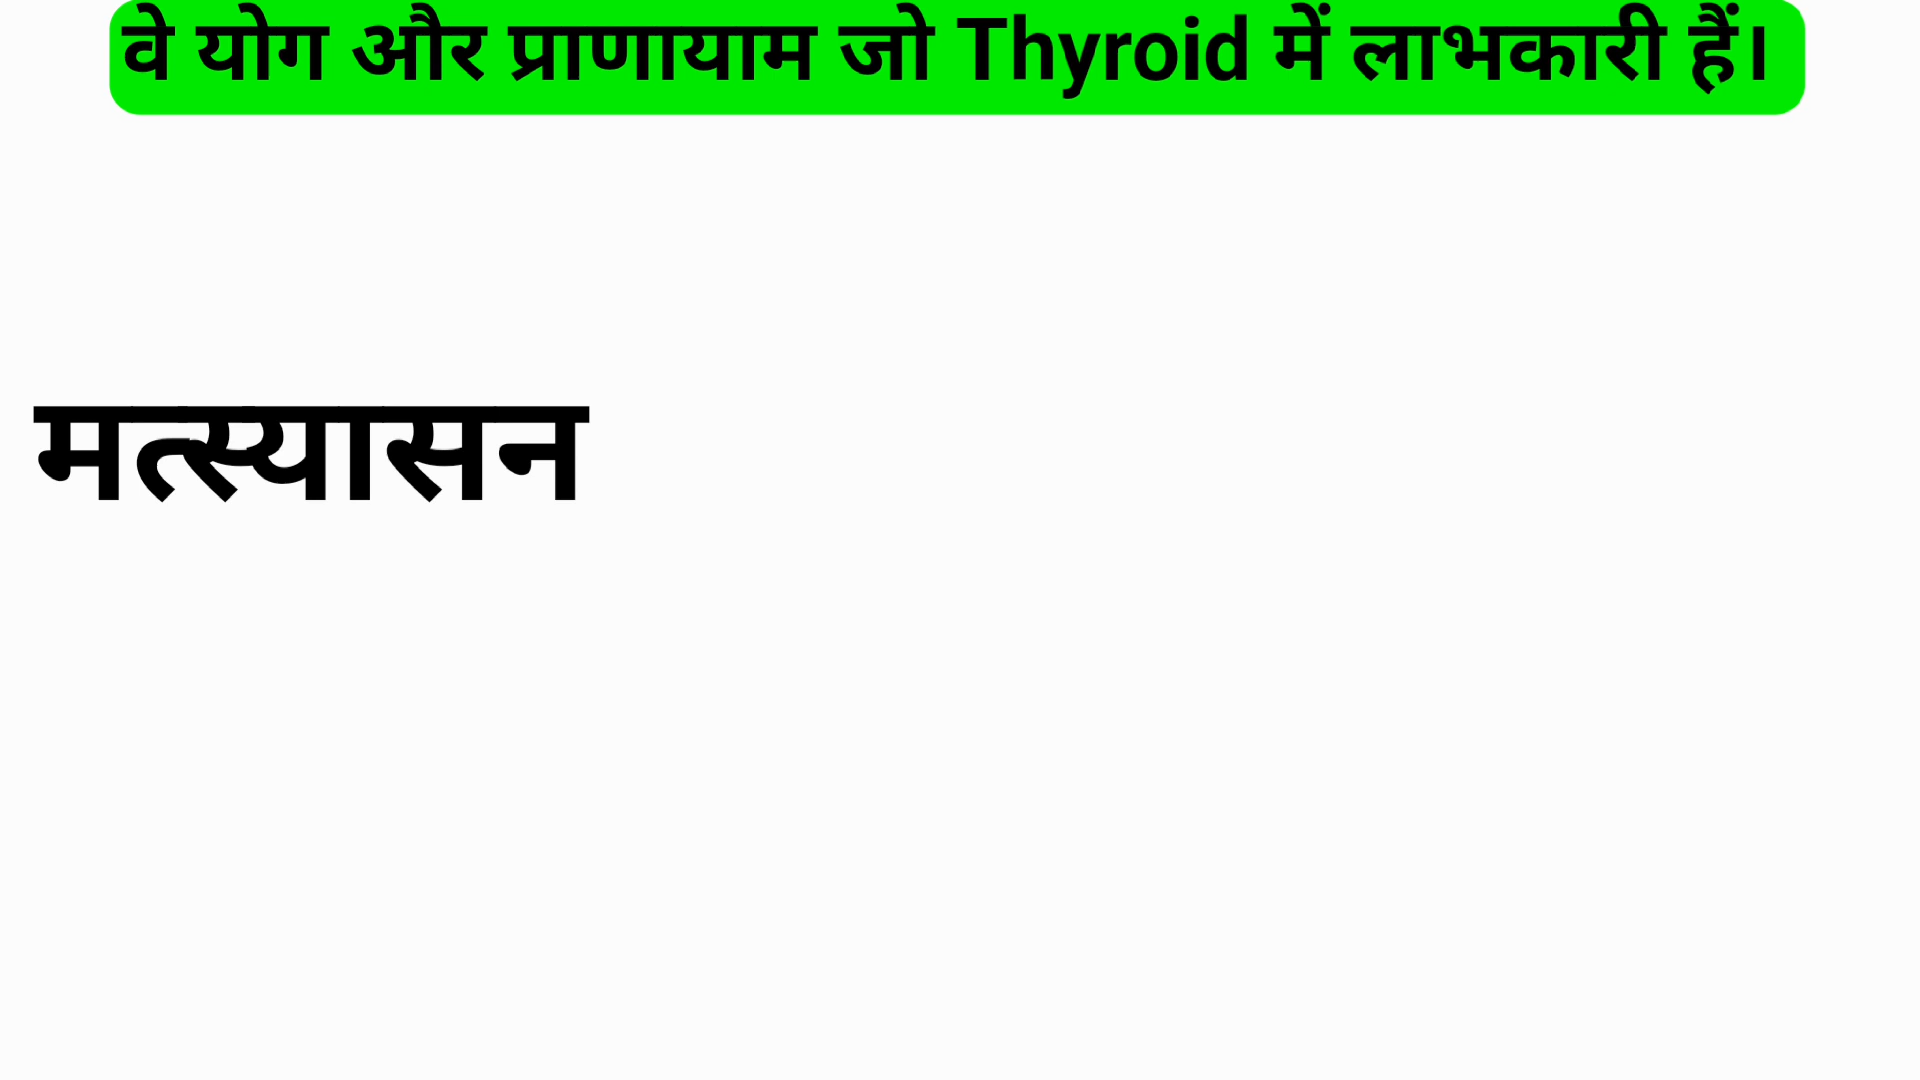 वे योग और प्राणायाम जो Thyroid में लाभकारी हैं।
मत्स्यासन